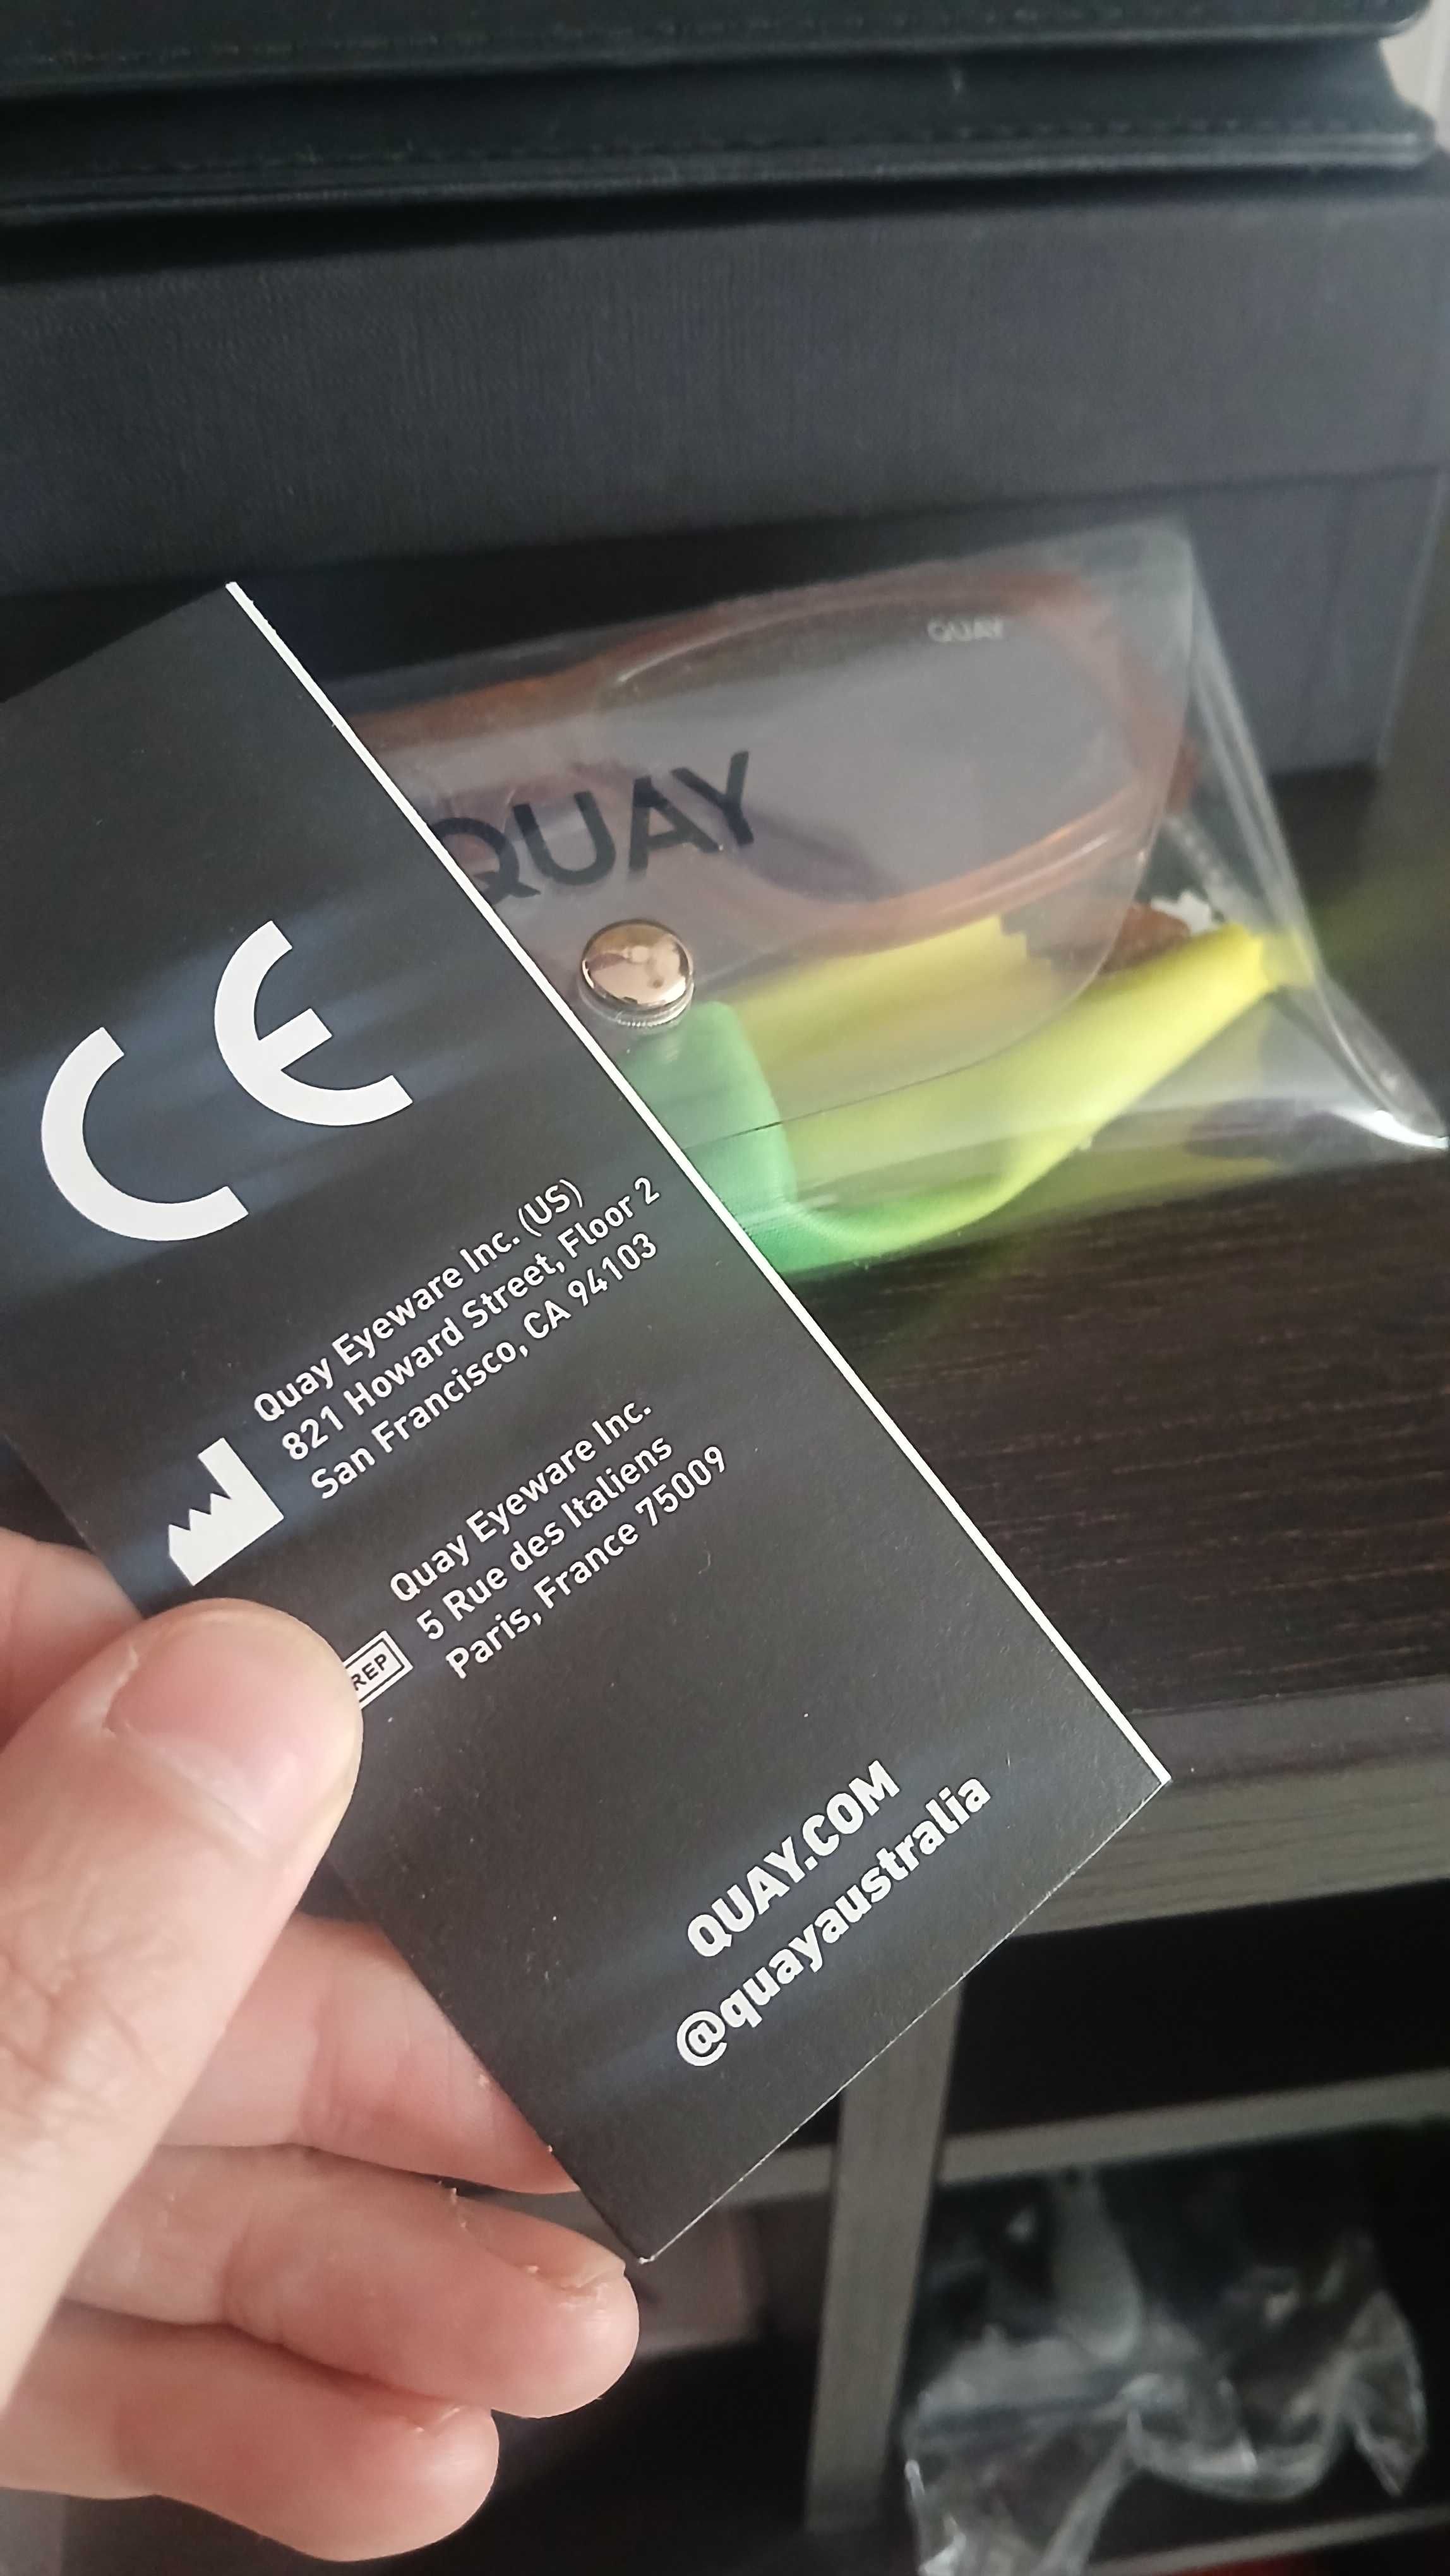 QUAY
QUAY
CE
Quay Eyeware Inc. (US)
821 Howard Street, Floor 2
San Francisco, CA 94103
REP
Quay Eyeware Inc.
5 Rue des Italiens
Paris, France 75009
QUAY.COM
@quayaustralia